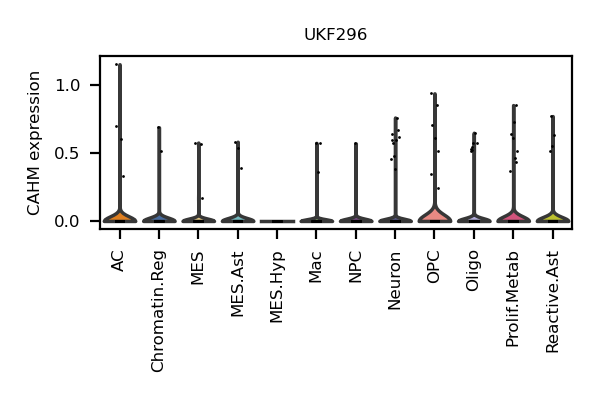 UKF296
CAHM expression
1.0
0.5
0.0
AC
Chromatin.Reg
MES
MES.Ast
MES.Hyp
Mac
NPC
Neuron
OPC
Oligo
Prolif.Metab
Reactive.Ast